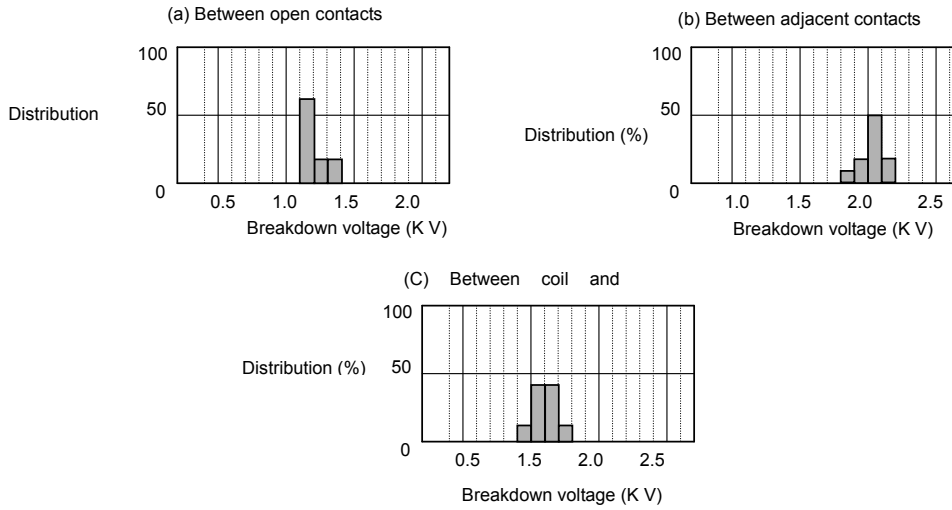 (a) Between open contacts
100
50
0
Distribution
0.5 1.0 1.5 2.0
Breakdown voltage (K V)
(b) Between adjacent contacts
100
50
0
Distribution (%)
1.0 1.5 2.0 2.5
Breakdown voltage (K V)
(C) Between coil and
100
50
0
Distribution (%)
0.5 1.5 2.0 2.5
Breakdown voltage (K V)